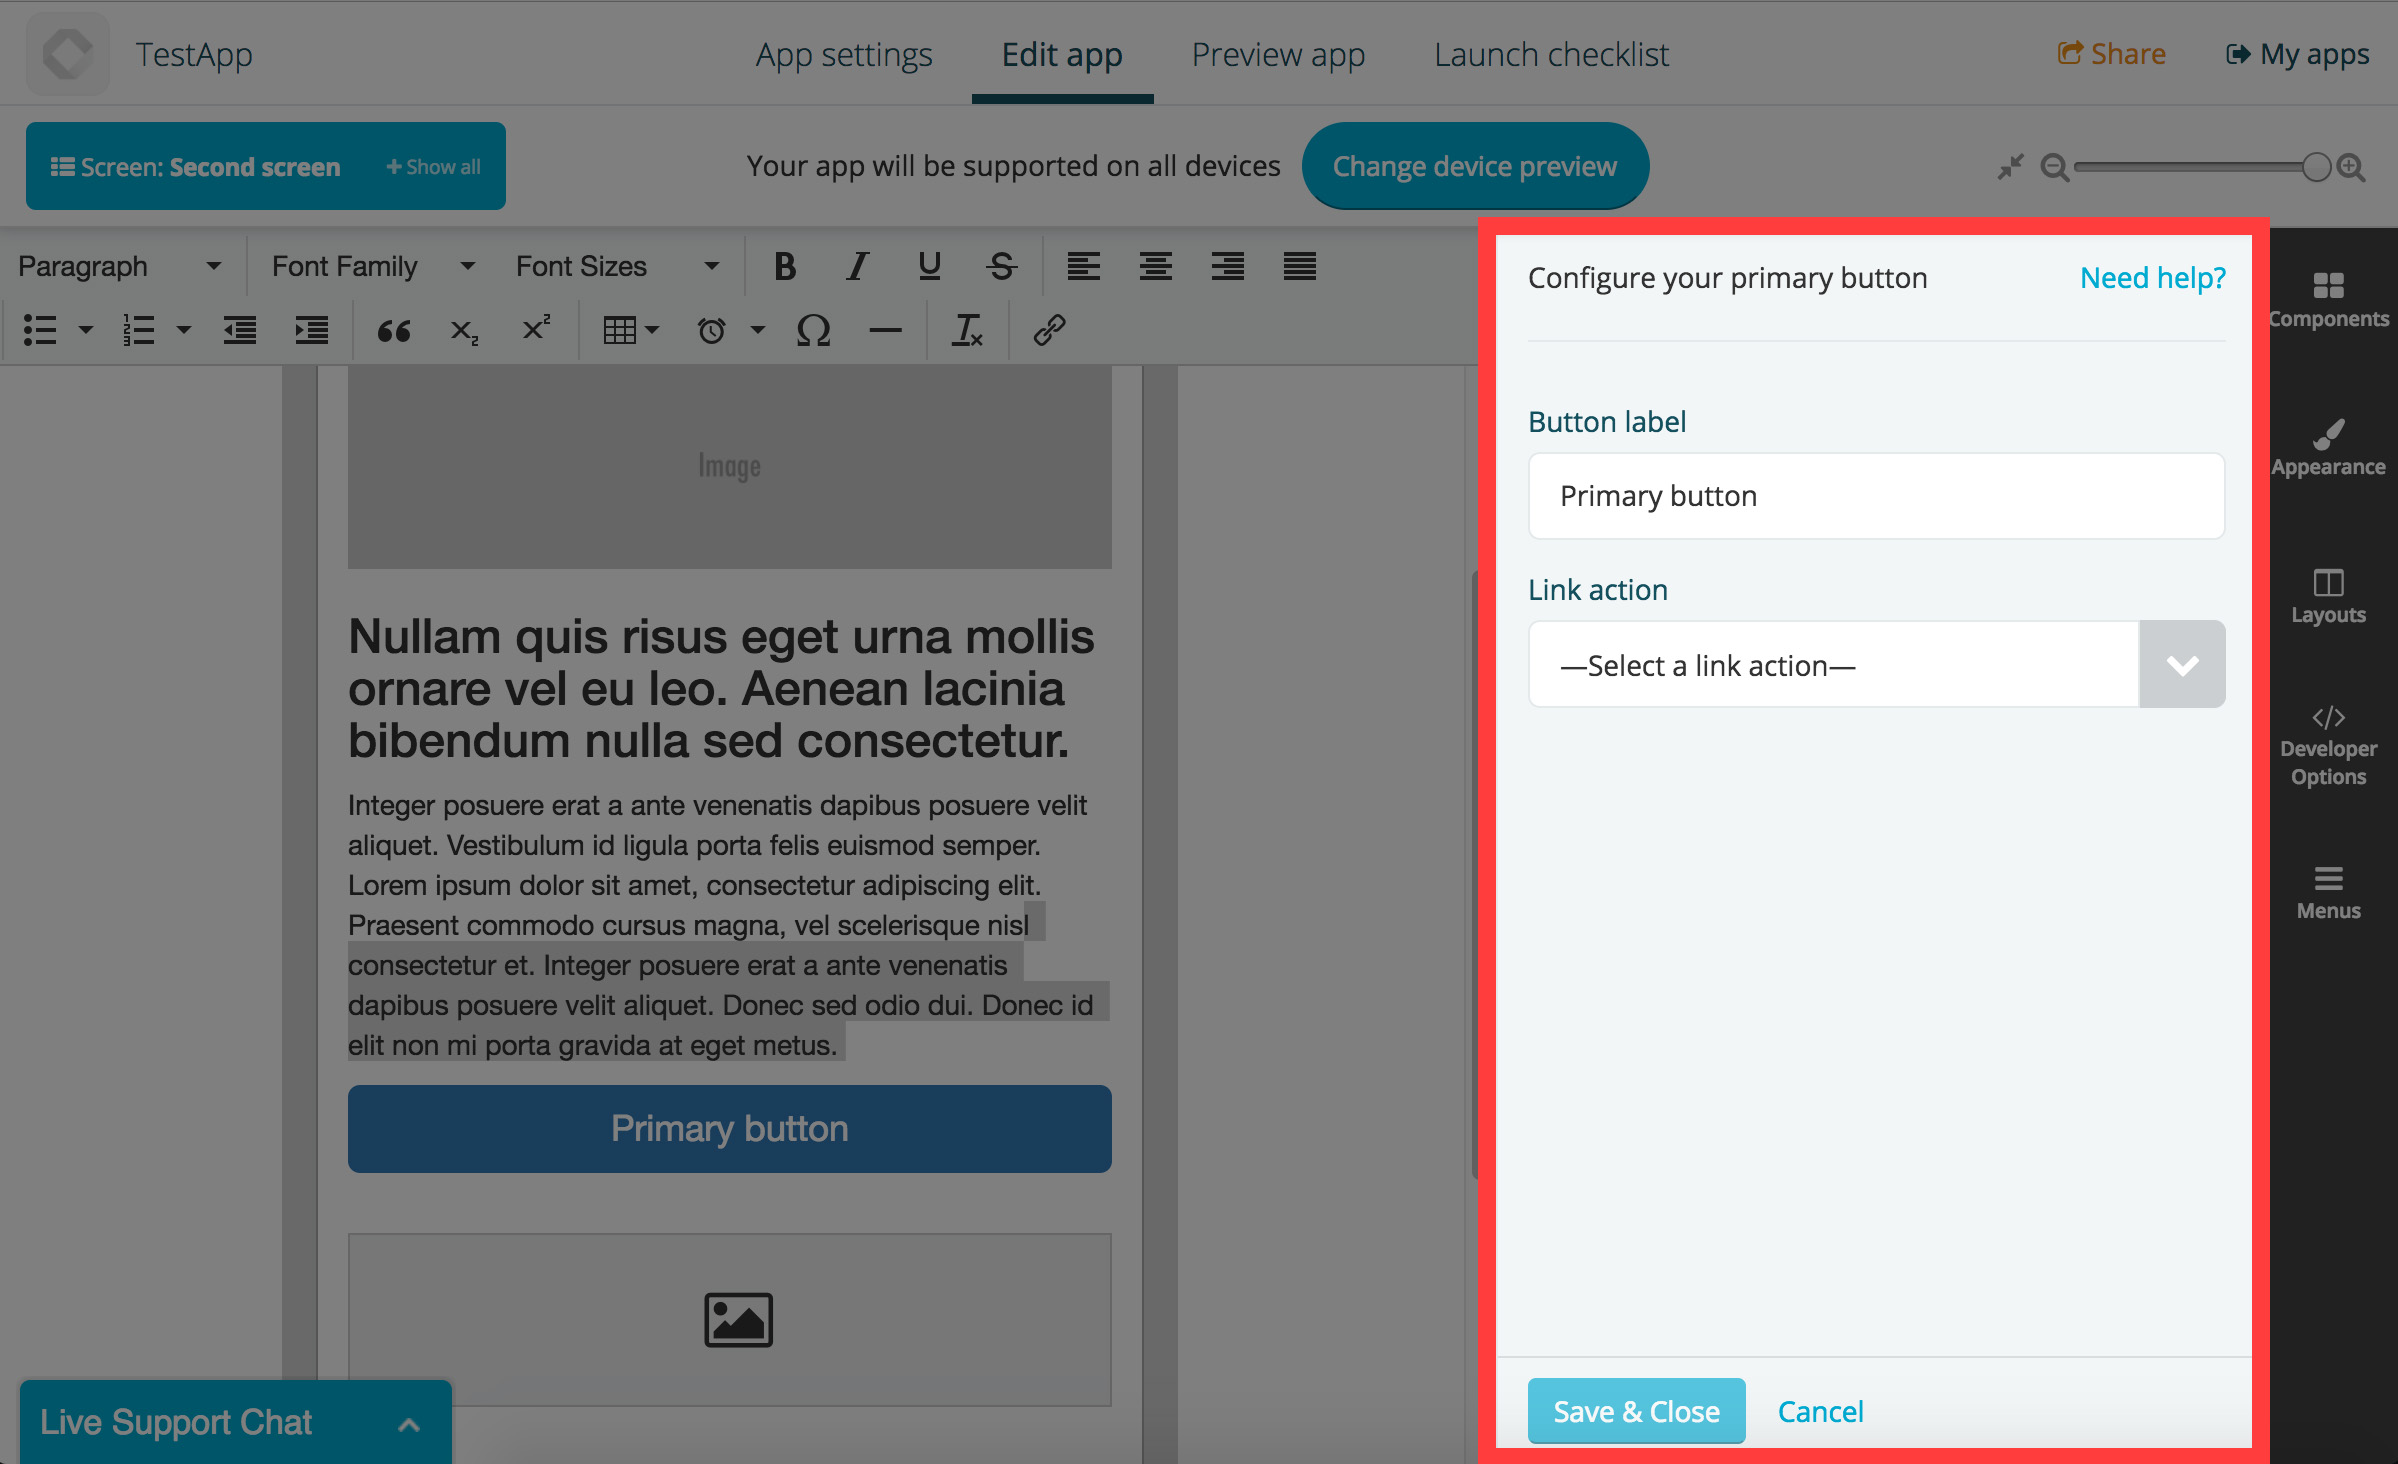 TestApp
App settings
Edit app
Preview app
Launch checklist
Share
My apps
Screen: Second screen
+ Show all
Your app will be supported on all devices
Change device preview
Paragraph
Font Family
Font Sizes
Image
Nullam quis risus eget urna mollis
ornare vel eu leo. Aenean lacinia
bibendum nulla sed consectetur.
Integer posuere erat a ante venenatis dapibus posuere velit
aliquet. Vestibulum id ligula porta felis euismod semper.
Lorem ipsum dolor sit amet, consectetur adipiscing elit.
Praesent commodo cursus magna, vel scelerisque nisl
consectetur et. Integer posuere erat a ante venenatis
dapibus posuere velit aliquet. Donec sed odio dui. Donec id
elit non mi porta gravida at eget metus.
Primary button
Live Support Chat
Configure your primary button
Need help?
Button label
Primary button
Link action
—Select a link action—
Save & Close
Cancel
Components
Appearance
Layouts
Developer
Options
Menus